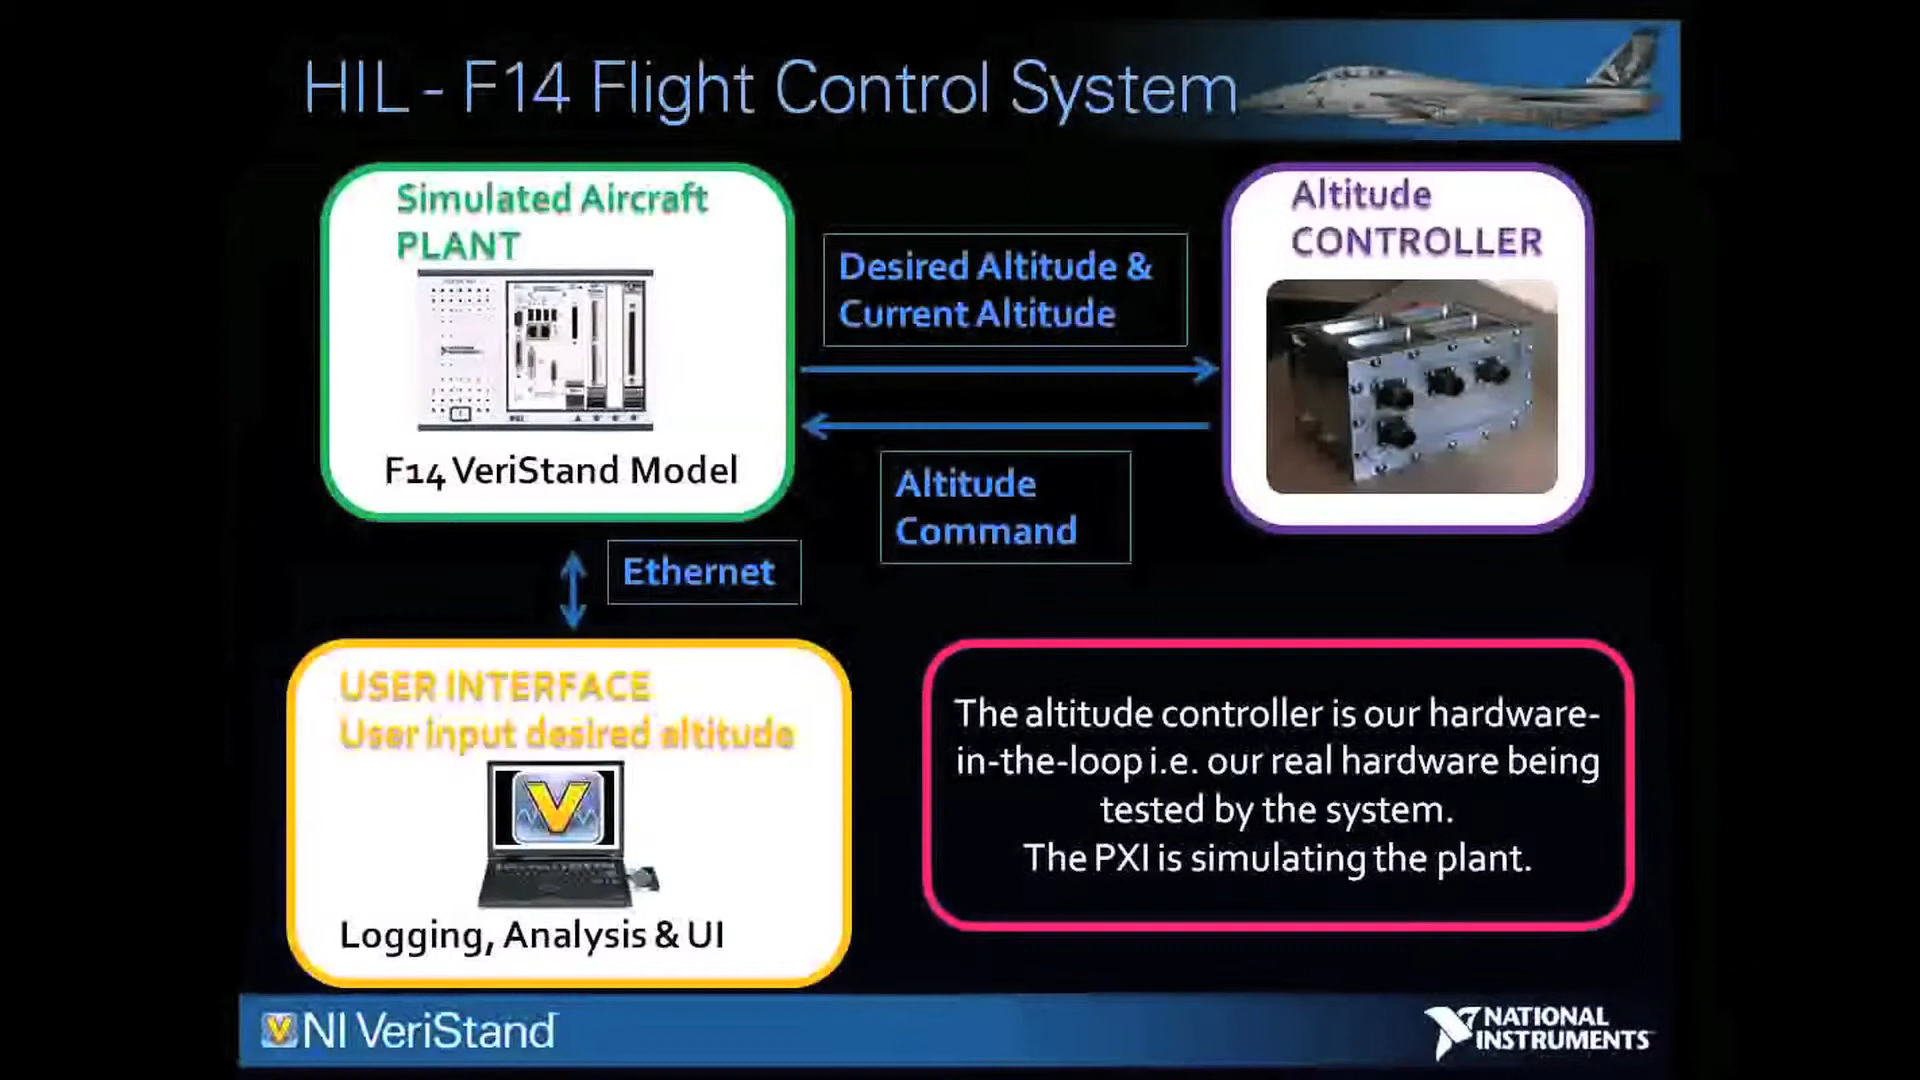 HIL - F14 Flight Control System
Simulated Aircraft
PLANT
F14 VeriStand Model
Desired Altitude &
Current Altitude
Altitude
CONTROLLER
Altitude
Command
Ethernet
USER INTERFACE
User input desired altitude
Logging, Analysis & UI
The altitude controller is our hardware-
in-the-loop i.e. our real hardware being
tested by the system.
The PXI is simulating the plant.
NI VeriStand
NATIONAL
INSTRUMENTS